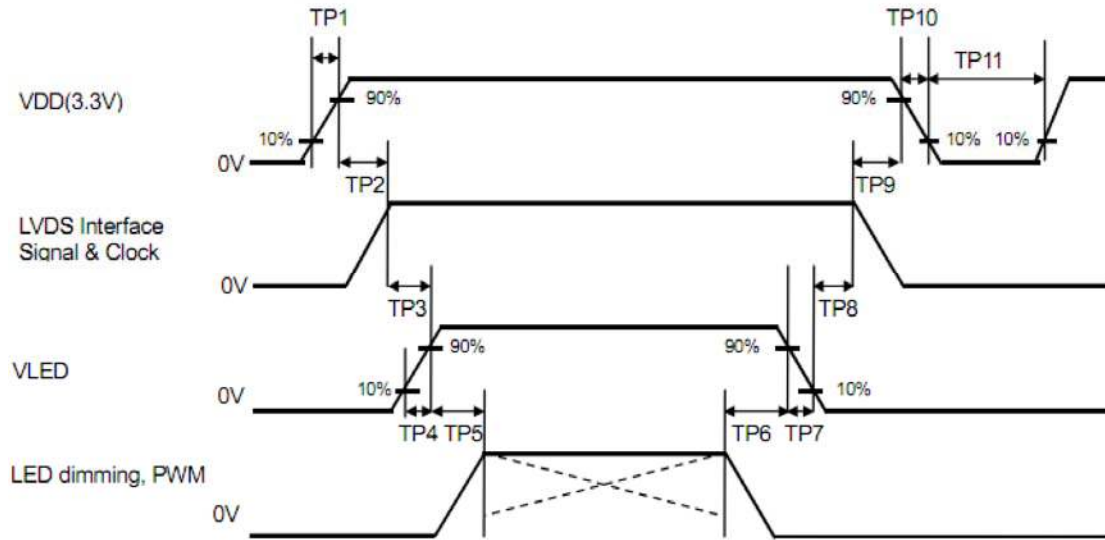 TP1
TP10
TP11
VDD(3.3V)
90%
90%
10%
10%
10%
0V
TP2
TP9
LVDS Interface
Signal & Clock
0V
TP3
TP8
VLED
90%
90%
10%
10%
0V
TP4
TP5
TP6
TP7
LED dimming, PWM
0V